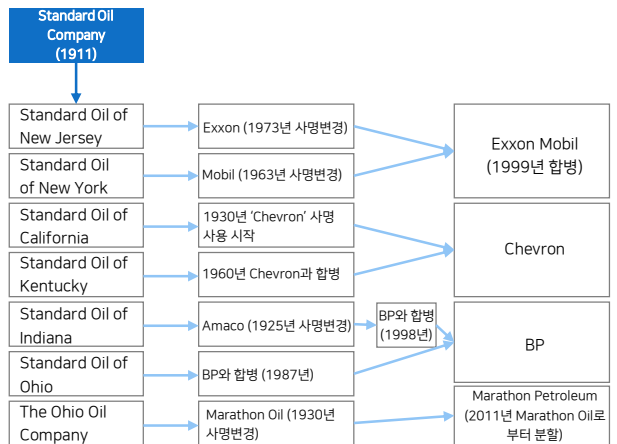 Standard Oil
Company
(1911)
Standard Oil of
New Jersey
Exxon (1973년 사명변경)
Exxon Mobil
(1999년 합병)
Standard Oil
of New York
Mobil (1963년 사명변경)
Standard Oil of
California
1930년 ‘Chevron’ 사명
사용 시작
Chevron
Standard Oil of
Kentucky
1960년 Chevron과 합병
Standard Oil of
Indiana
Amaco (1925년 사명변경)
BP와 합병
(1998년)
BP
Standard Oil of
Ohio
BP와 합병 (1987년)
The Ohio Oil
Company
Marathon Oil (1930년
사명변경)
Marathon Petroleum
(2011년 Marathon Oil로
부터 분할)